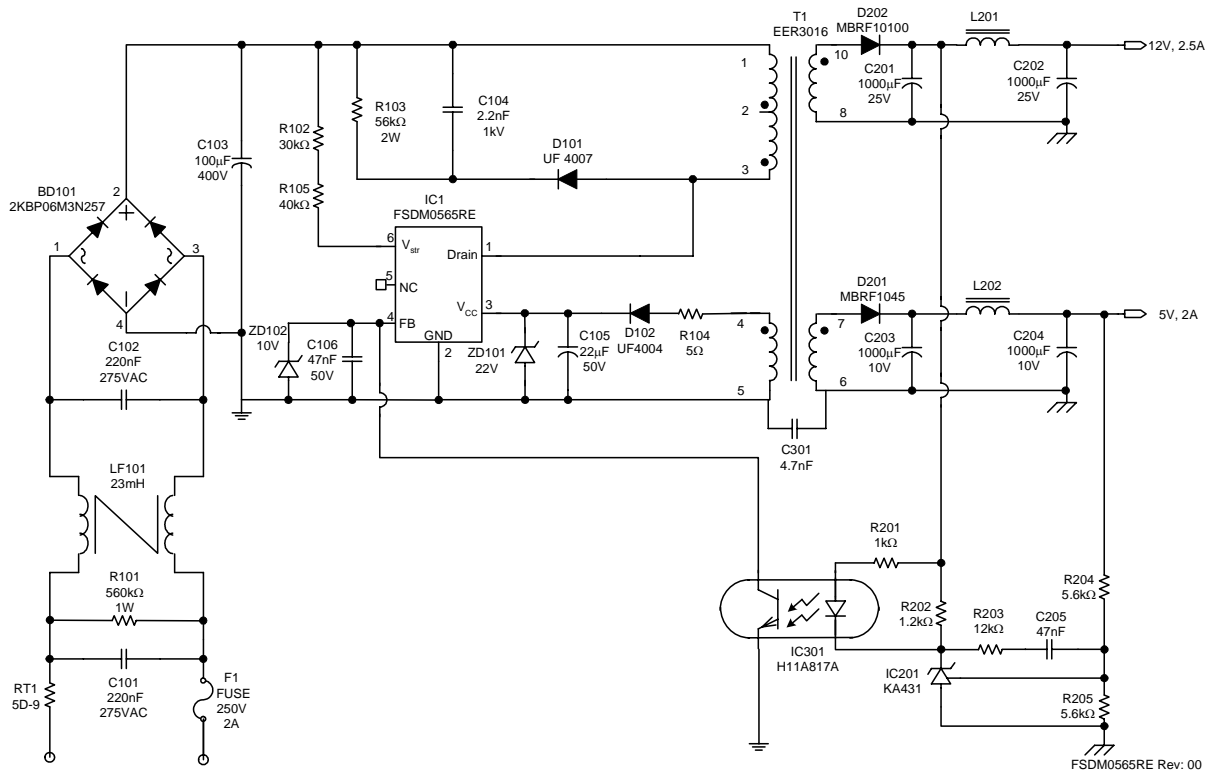 T1
EER3016
D202
MBRF10100
L201
12V, 2.5A
1
2
3
10
8
C201
1000µF
25V
C202
1000µF
25V
R102
30kΩ
R103
56kΩ
2W
C104
2.2nF
1kV
D101
UF 4007
C103
100µF
400V
R105
40kΩ
BD101
2KBP06M3N257
2
1
3
4
IC1
FSDM0565RE
6
Vstr
Drain
1
5
NC
4
FB
Vcc
3
GND
2
ZD102
10V
C106
47nF
50V
ZD101
22V
C105
22µF
50V
D102
UF4004
R104
5Ω
4
5
7
6
D201
MBRF1045
L202
5V, 2A
C203
1000µF
10V
C204
1000µF
10V
C102
220nF
275VAC
C301
4.7nF
LF101
23mH
R101
560kΩ
1W
C101
220nF
275VAC
RT1
5D-9
F1
FUSE
250V
2A
R201
1kΩ
R202
1.2kΩ
R203
12kΩ
C205
47nF
R204
5.6kΩ
IC301
H11A817A
IC201
KA431
R205
5.6kΩ
FSDM0565RE Rev: 00